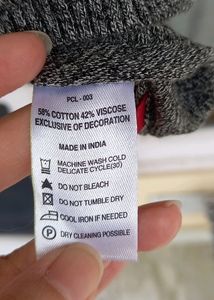 PCL - 003
58% COTTON 42% VISCOSE
EXCLUSIVE OF DECORATION
MADE IN INDIA
MACHINE WASH COLD
DELICATE CYCLE(30)
DO NOT BLEACH
DO NOT TUMBLE DRY
COOL IRON IF NEEDED
P DRY CLEANING POSSIBLE